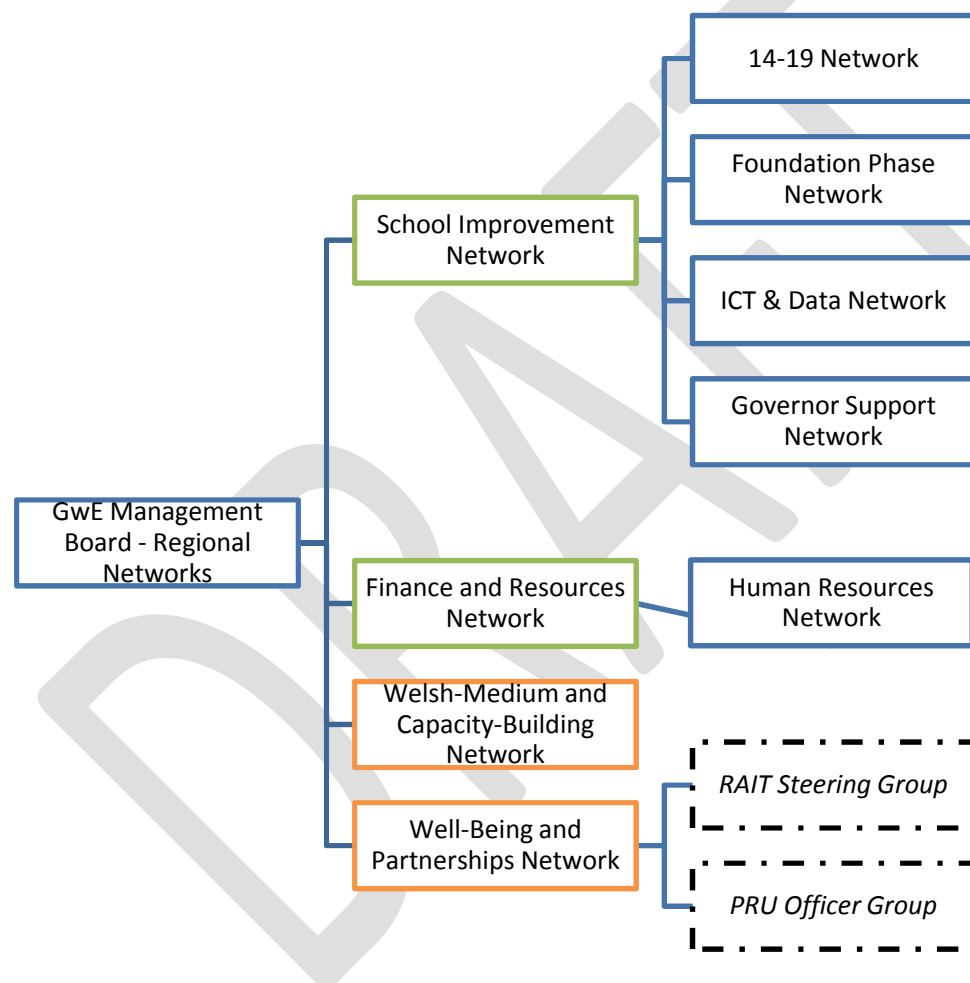 14-19 Network
Foundation Phase
Network
School Improvement
Network
ICT & Data Network
Governor Support
Network
GwE Management
Board - Regional
Networks
Finance and Resources
Network
Human Resources
Network
Welsh-Medium and
Capacity-Building
Network
RAIT Steering Group
Well-Being and
Partnerships Network
PRU Officer Group
DRAFT